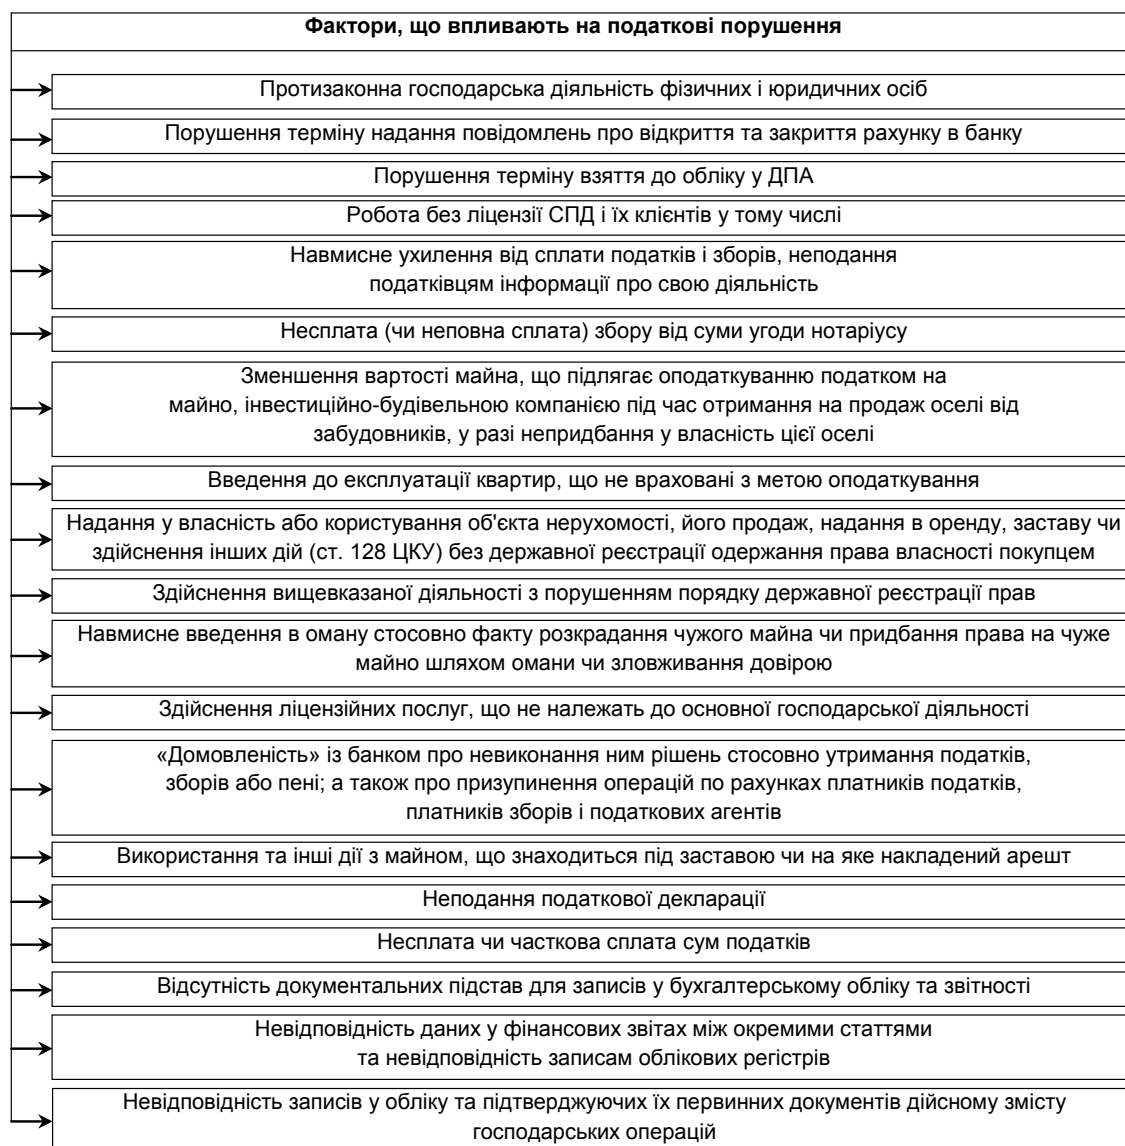 Фактори, що впливають на податкові порушення
Протизаконна господарська діяльність фізичних і юридичних осіб
Порушення терміну надання повідомлень про відкриття та закриття рахунку в банку
Порушення терміну взяття до обліку у ДПА
Робота без ліцензії СПД і їх клієнтів у тому числі
Навмисне ухилення від сплати податків і зборів, неподання
податківцям інформації про свою діяльність
Несплата (чи неповна сплата) збору від суми угоди нотаріусу
Зменшення вартості майна, що підлягає оподаткуванню податком на
майно, інвестиційно-будівельною компанією під час отримання на продаж оселі від
забудовників, у разі непридбання у власність цієї оселі
Введення до експлуатації квартир, що не враховані з метою оподаткування
Надання у власність або користування об'єкта нерухомості, його продаж, надання в оренду, заставу чи
здійснення інших дій (ст. 128 ЦКУ) без державної реєстрації одержання права власності покупцем
Здійснення вищевказаної діяльності з порушенням порядку державної реєстрації прав
Навмисне введення в оману стосовно факту розкрадання чужого майна чи придбання права на чуже
майно шляхом омани чи зловживання довірою
Здійснення ліцензійних послуг, що не належать до основної господарської діяльності
«Домовленість» із банком про невиконання ним рішень стосовно утримання податків,
зборів або пені; а також про призупинення операцій по рахунках платників податків,
платників зборів і податкових агентів
Використання та інші дії з майном, що знаходиться під заставою чи на яке накладений арешт
Неподання податкової декларації
Несплата чи часткова сплата сум податків
Відсутність документальних підстав для записів у бухгалтерському обліку та звітності
Невідповідність даних у фінансових звітах між окремими статтями
та невідповідність записам облікових регістрів
Невідповідність записів у обліку та підтверджуючих їх первинних документів дійсному змісту
господарських операцій